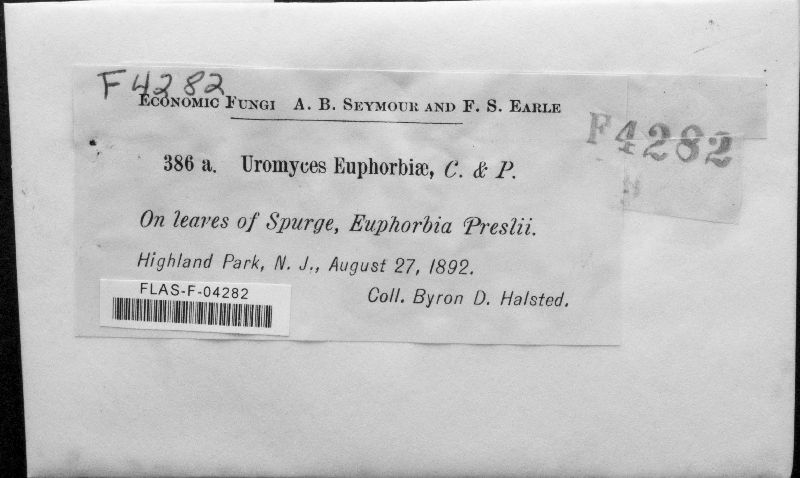 F4282
ECONOMIC FUNGI A. B. SEYMOUR AND F. S. EARLE
F4282
386 a. Uromyces Euphorbiæ, C. & P.
On leaves of Spurge, Euphorbia Preslii.
Highland Park, N. J., August 27, 1892.
Coll. Byron D. Halsted.
FLAS-F-04282